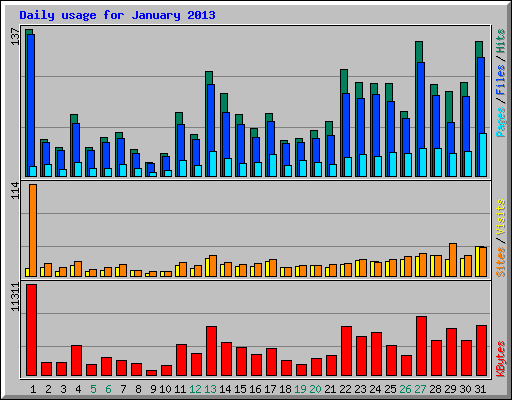 Daily usage for January 2013
137
Pages / Files / Hits
114
Sites / Visits
11311
KBytes
1 2 3 4 5 6 7 8 9 10 11 12 13 14 15 16 17 18 19 20 21 22 23 24 25 26 27 28 29 30 31